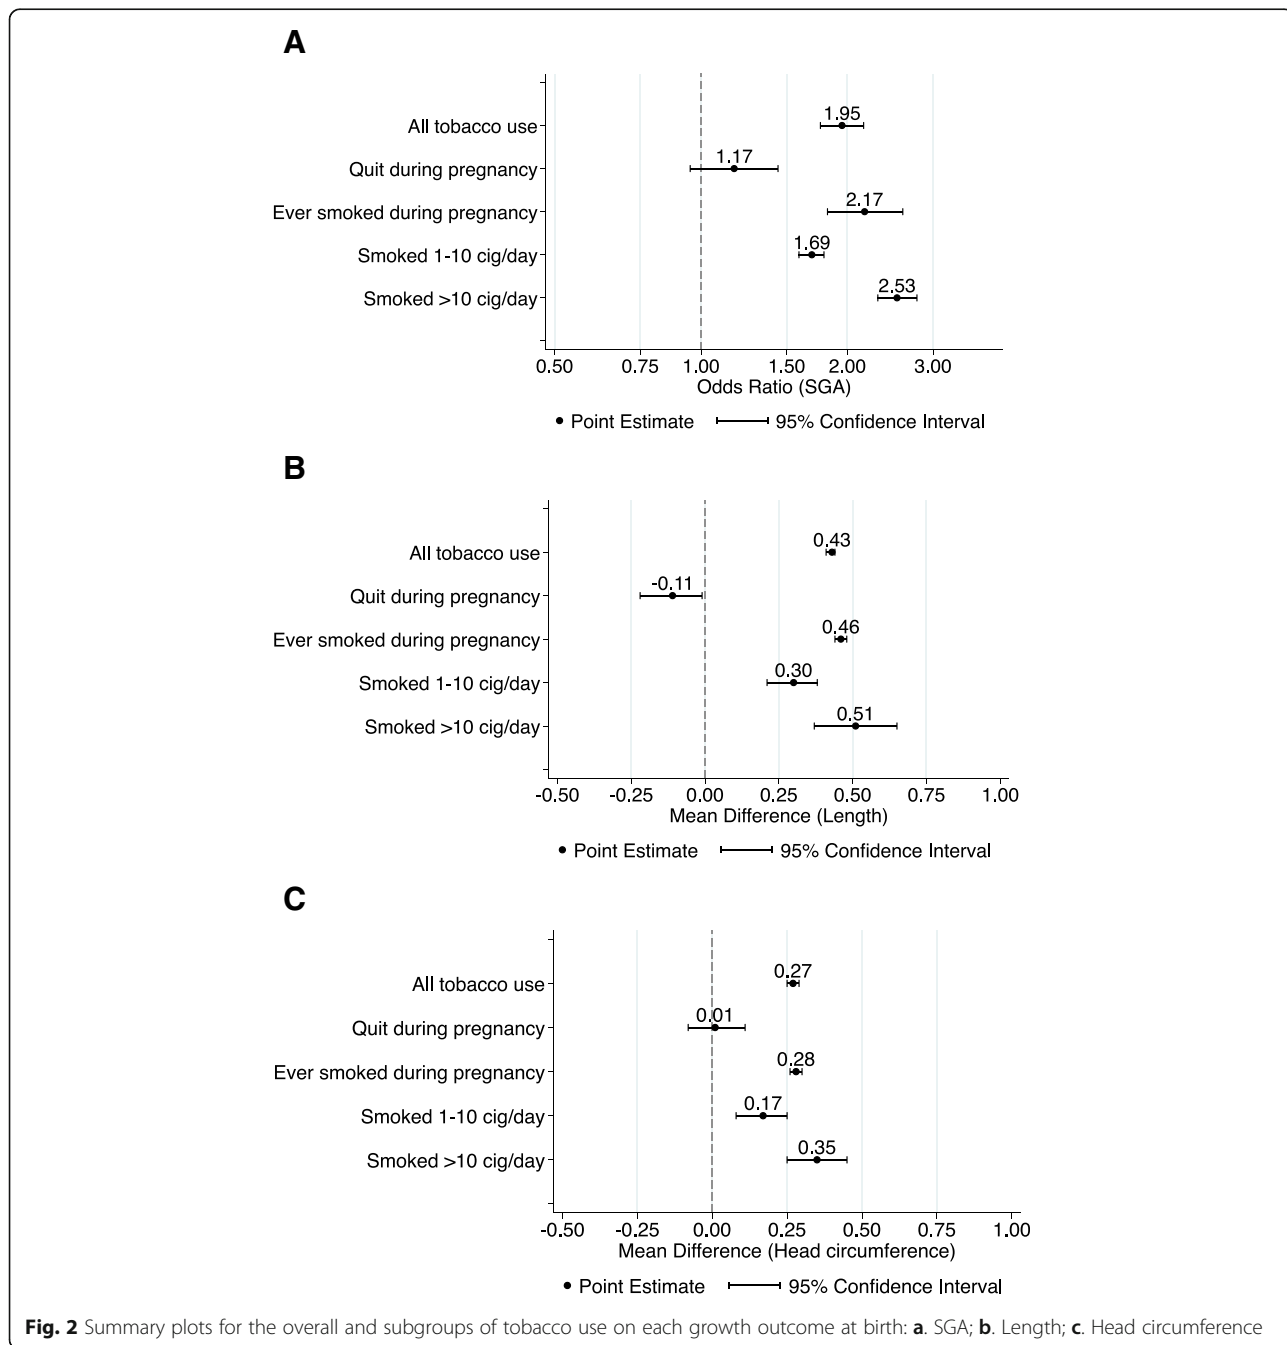 A
All tobacco use
1.95
Quit during pregnancy
1.17
Ever smoked during pregnancy
2.17
Smoked 1-10 cig/day
1.69
Smoked >10 cig/day
2.53
0.50 0.75 1.00 1.50 2.00 3.00
Odds Ratio (SGA)
Point Estimate 95% Confidence Interval
B
All tobacco use
0.43
Quit during pregnancy
-0.11
Ever smoked during pregnancy
0.46
Smoked 1-10 cig/day
0.30
Smoked >10 cig/day
0.51
-0.50 -0.25 0.00 0.25 0.50 0.75 1.00
Mean Difference (Length)
Point Estimate 95% Confidence Interval
C
All tobacco use
0.27
Quit during pregnancy
0.01
Ever smoked during pregnancy
0.28
Smoked 1-10 cig/day
0.17
Smoked >10 cig/day
0.35
-0.50 -0.25 0.00 0.25 0.50 0.75 1.00
Mean Difference (Head circumference)
Point Estimate 95% Confidence Interval
Fig. 2 Summary plots for the overall and subgroups of tobacco use on each growth outcome at birth: a. SGA; b. Length; c. Head circumference